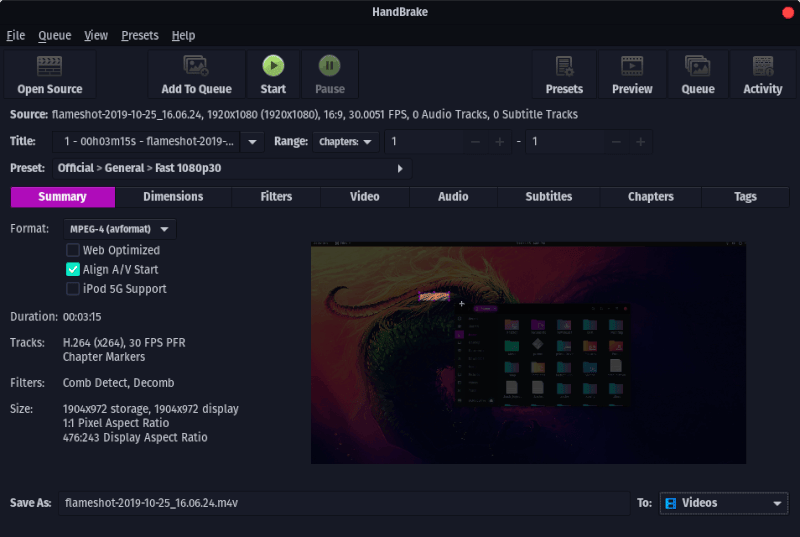 HandBrake
File Queue View Presets Help
Open Source Add To Queue Start Pause Presets Preview Queue Activity
Source: flameshot-2019-10-25_16.06.24, 1920x1080 (1920x1080), 16:9, 30.0051 FPS, 0 Audio Tracks, 0 Subtitle Tracks
Title: 1 - 00h03m15s - flameshot-2019-... Range: Chapters: 1 - 1
Preset: Official > General > Fast 1080p30
Summary Dimensions Filters Video Audio Subtitles Chapters Tags
Format: MPEG-4 (avformat)
Web Optimized
Align A/V Start
iPod 5G Support
Duration: 00:03:15
Tracks: H.264 (x264), 30 FPS PFR
Chapter Markers
Filters: Comb Detect, Decomb
Size: 1904x972 storage, 1904x972 display
1:1 Pixel Aspect Ratio
476:243 Display Aspect Ratio
Save As: flameshot-2019-10-25_16.06.24.m4v To: Videos